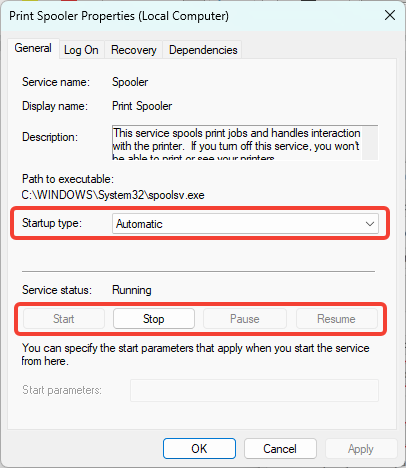 Print Spooler Properties (Local Computer)
General Log On Recovery Dependencies
Service name: Spooler
Display name: Print Spooler
Description: This service spools print jobs and handles interaction
with the printer. If you turn off this service, you won't
be able to print or see your printers
Path to executable:
C:\WINDOWS\System32\spoolsv.exe
Startup type: Automatic
Service status: Running
Start Stop Pause Resume
You can specify the start parameters that apply when you start the service
from here.
Start parameters:
OK Cancel Apply